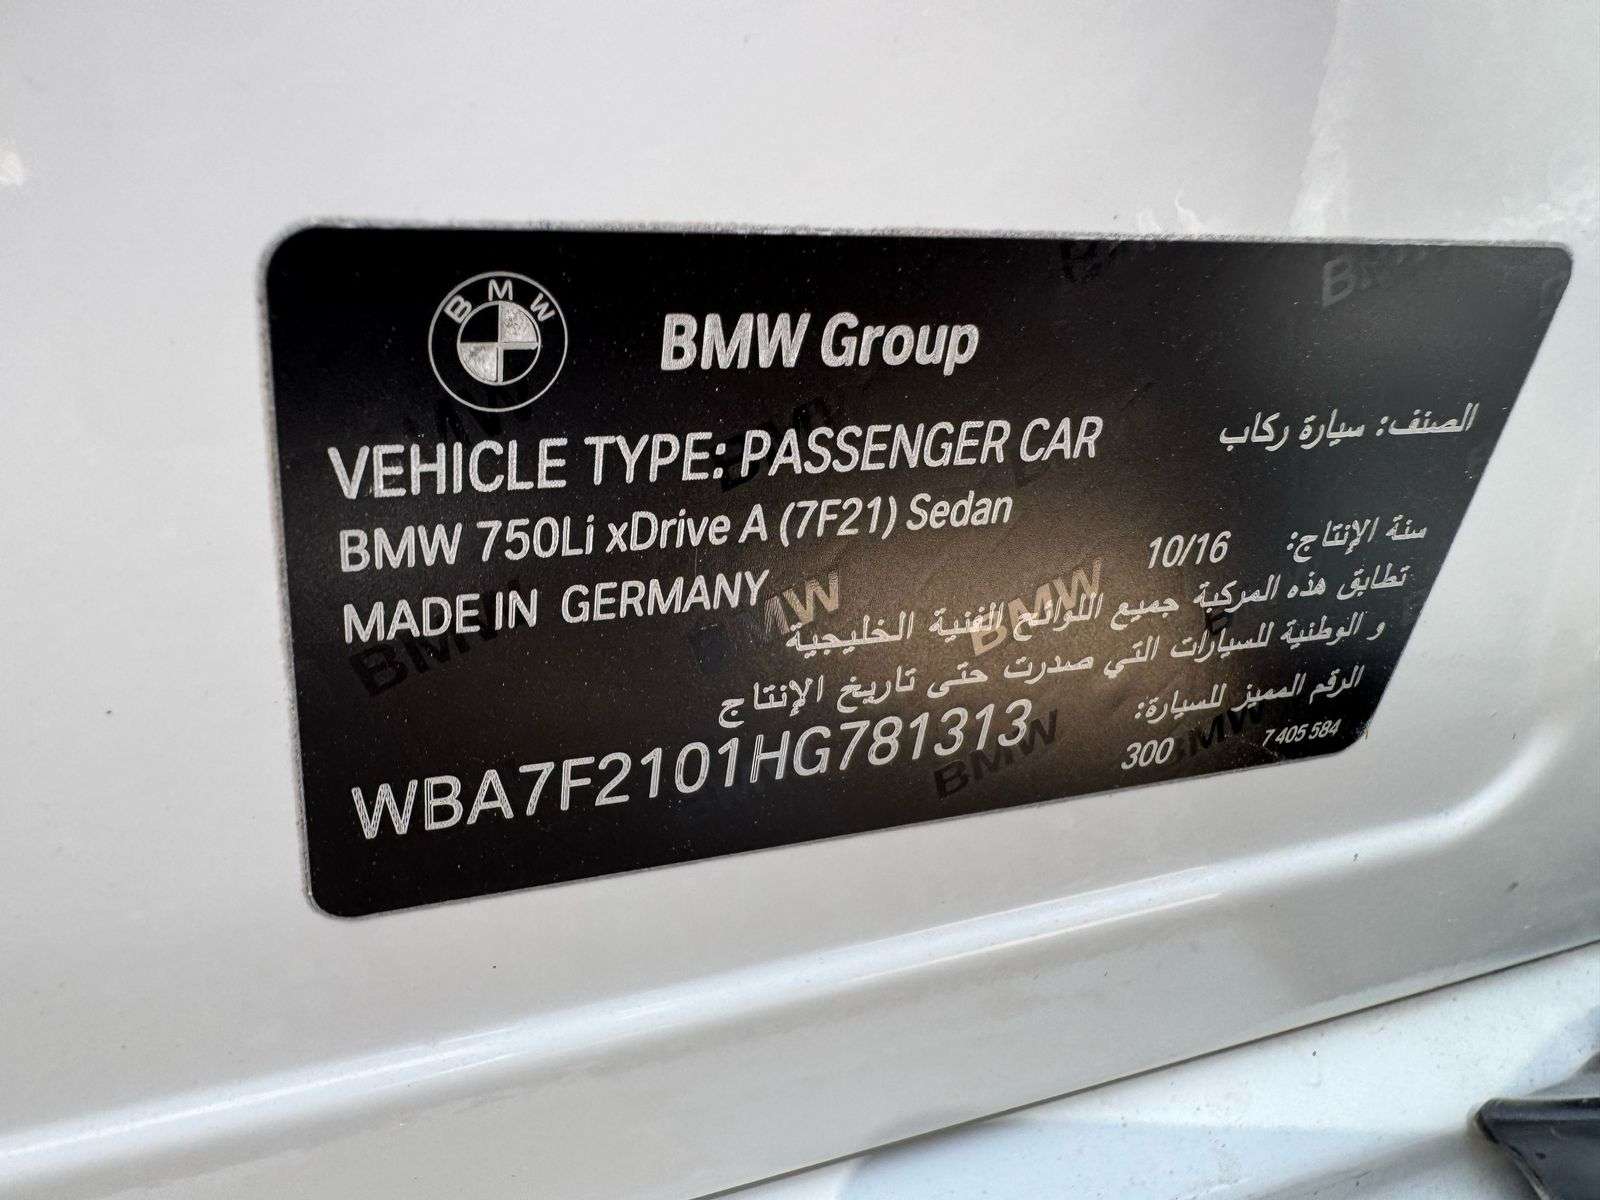 BMW
BMW Group
VEHICLE TYPE: PASSENGER CAR
الصنف: سيارة ركاب
BMW 750Li xDrive A (7F21) Sedan
سنة الإنتاج: 10/16
MADE IN GERMANY
تطابق هذه المركبة جميع اللوائح الفنية الخليجية
و الوطنية للسيارات التي صدرت حتى تاريخ الإنتاج
الرقم المميز للسيارة:
WBA7F2101HG781313
300
7 405 584